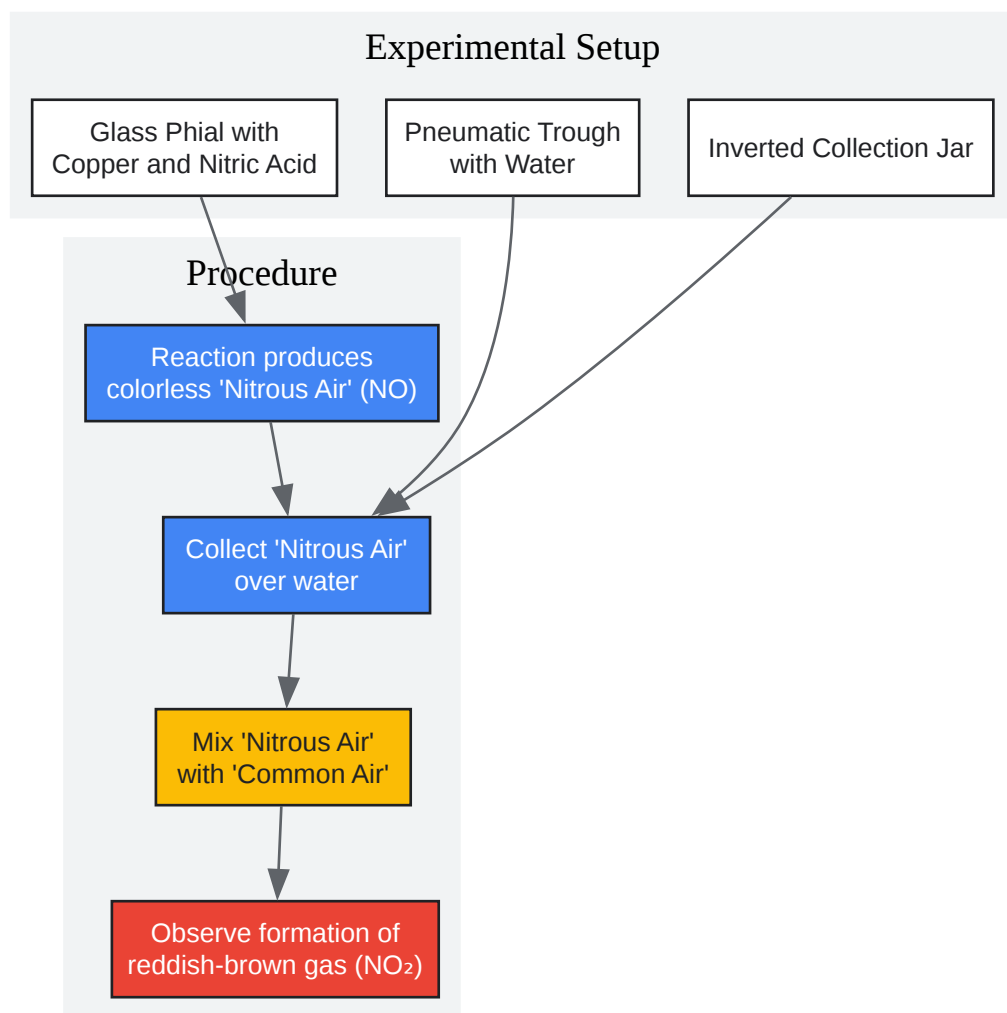 Experimental Setup
Glass Phial with
Copper and Nitric Acid
Pneumatic Trough
with Water
Inverted Collection Jar
Procedure
Reaction produces
colorless 'Nitrous Air' (NO)
Collect 'Nitrous Air'
over water
Mix 'Nitrous Air'
with 'Common Air'
Observe formation of
reddish-brown gas (NO₂)